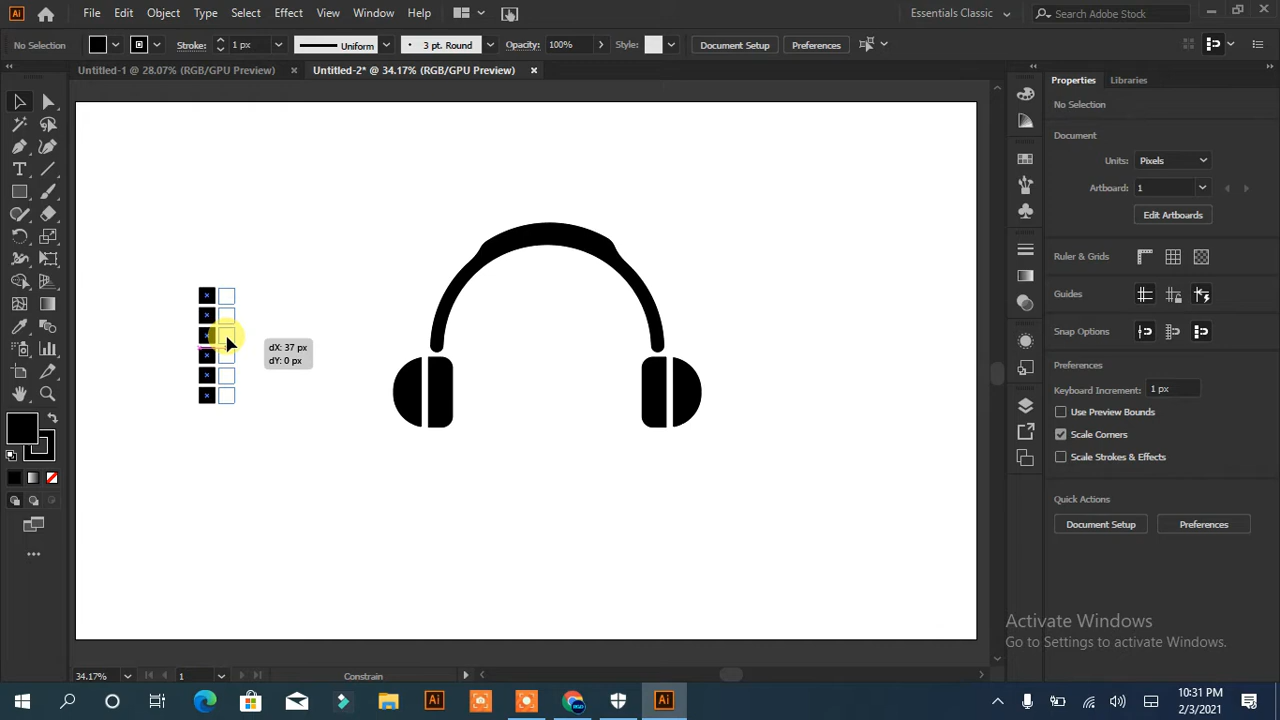 Ai File Edit Object Type Select Effect View Window Help Essentials Classic Search Adobe Stock
No Selection Stroke: 1 px Uniform 3 pt. Round Opacity: 100% Style: Document Setup Preferences
Untitled-1 @ 28.07% (RGB/GPU Preview) Untitled-2* @ 34.17% (RGB/GPU Preview)
Properties Libraries
No Selection
Document
Units: Pixels
Artboard: 1
Edit Artboards
Ruler & Grids
Guides
Snap Options
Preferences
Keyboard Increment: 1 px
Use Preview Bounds
Scale Corners
Scale Strokes & Effects
Quick Actions
Document Setup Preferences
dX: 37 px
dY: 0 px
Activate Windows
Go to Settings to activate Windows.
34.17% 1 Constrain
Ai Ai
10:31 PM
2/3/2021